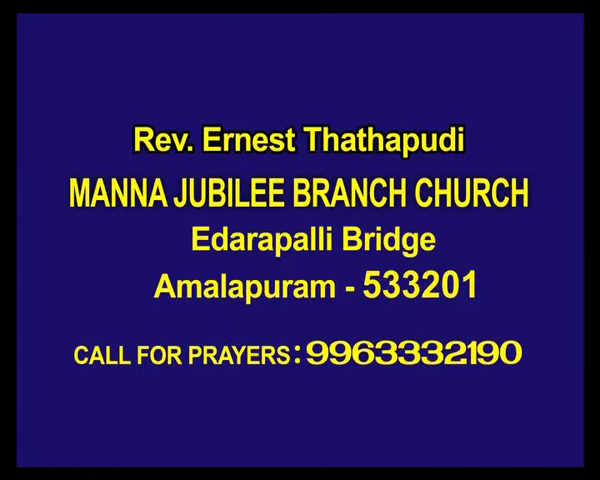 Rev. Ernest Thathapudi
MANNA JUBILEE BRANCH CHURCH
Edarapalli Bridge
Amalapuram - 533201
CALL FOR PRAYERS : 9963332190